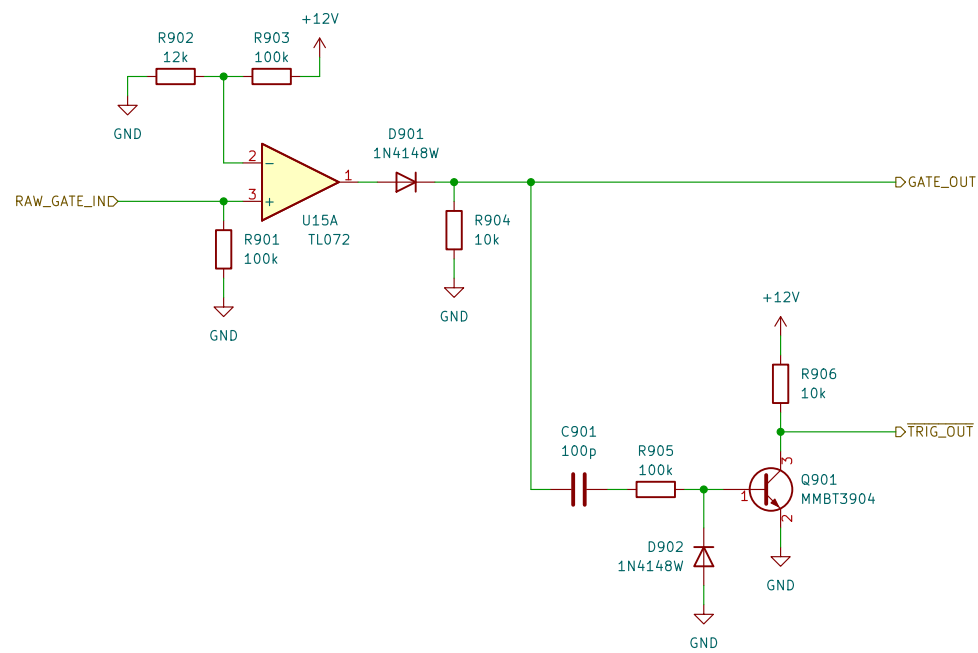 +12V
R902
12k
R903
100k
GND
D901
1N4148W
2
−
1
3
+
RAW_GATE_IN
GATE_OUT
U15A
TL072
R901
100k
R904
10k
GND
GND
+12V
R906
10k
TRIG_OUT
C901
100p
R905
100k
3
Q901
MMBT3904
1
2
D902
1N4148W
GND
GND